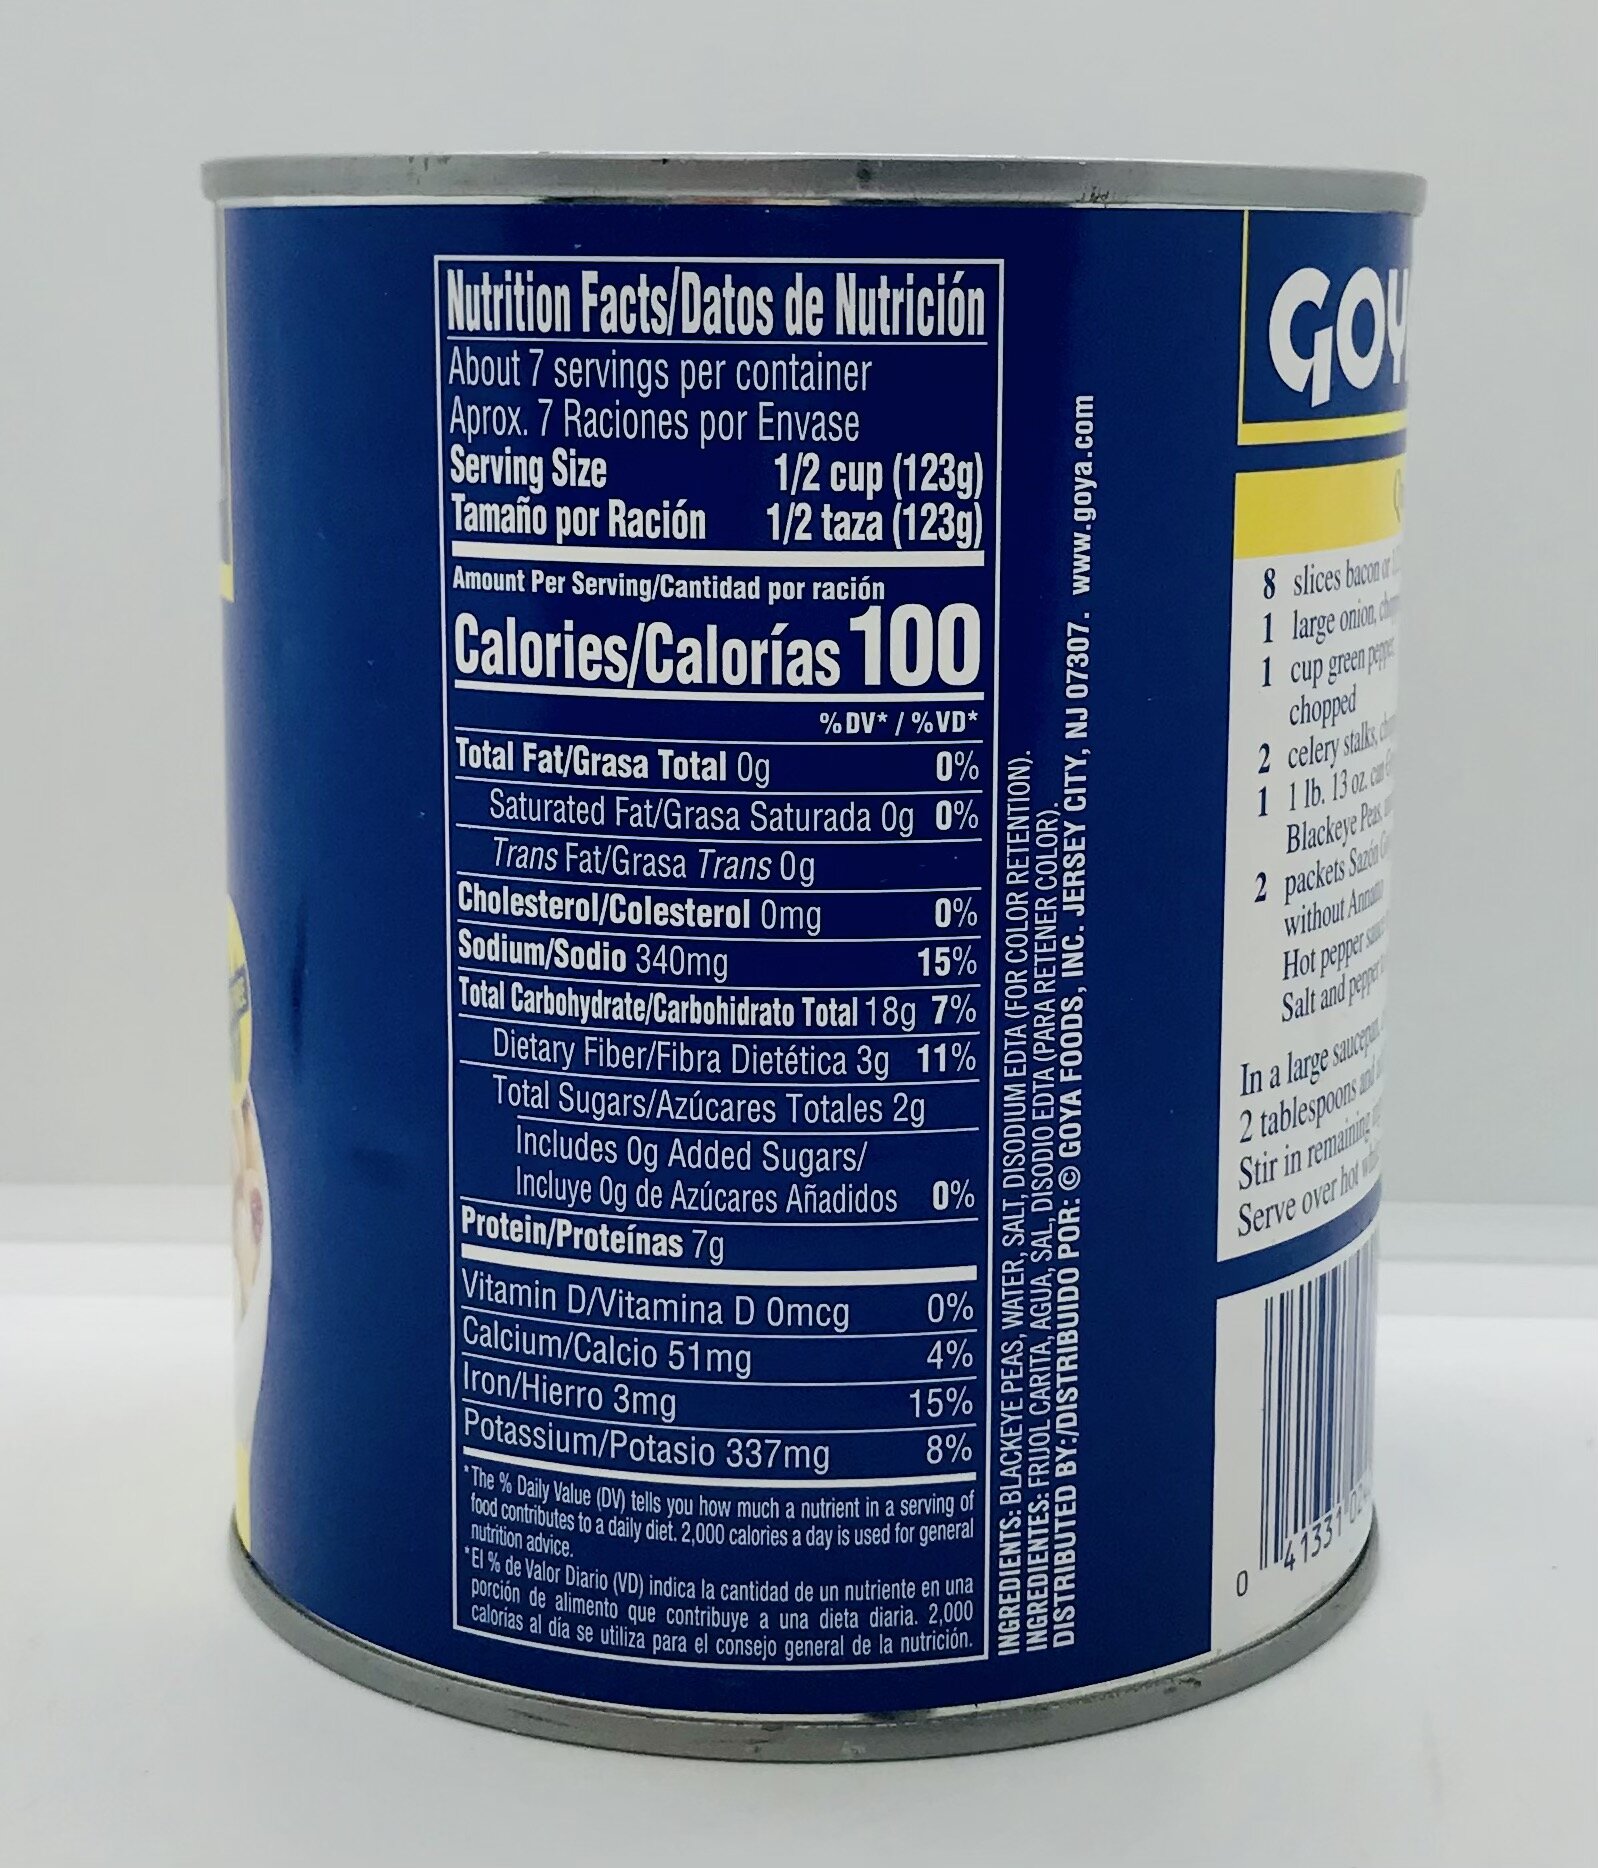 Nutrition Facts/Datos de Nutrición
About 7 servings per container
Aprox. 7 Raciones por Envase
Serving Size 1/2 cup (123g)
Tamaño por Ración 1/2 taza (123g)
Amount Per Serving/Cantidad por ración
Calories/Calorías 100
% DV* / %VD*
Total Fat/Grasa Total 0g 0%
Saturated Fat/Grasa Saturada 0g 0%
Trans Fat/Grasa Trans 0g
Cholesterol/Colesterol 0mg 0%
Sodium/Sodio 340mg 15%
Total Carbohydrate/Carbohidrato Total 18g 7%
Dietary Fiber/Fibra Dietética 3g 11%
Total Sugars/Azúcares Totales 2g
Includes 0g Added Sugars/
Incluye 0g de Azúcares Añadidos 0%
Protein/Proteínas 7g
Vitamin D/Vitamina D 0mcg 0%
Calcium/Calcio 51mg 4%
Iron/Hierro 3mg 15%
Potassium/Potasio 337mg 8%
*The % Daily Value (DV) tells you how much a nutrient in a serving of
food contributes to a daily diet. 2,000 calories a day is used for general
nutrition advice.
*El % de Valor Diario (VD) indica la cantidad de un nutriente en una
porción de alimento que contribuye a una dieta diaria. 2,000
calorías al día se utiliza para el consejo general de la nutrición.
INGREDIENTS: BLACKEYE PEAS, WATER, SALT, DISODIUM EDTA (FOR COLOR RETENTION).
INGREDIENTES: FRIJOL CARITA, AGUA, SAL, DISODIO EDTA (PARA RETENER COLOR).
DISTRIBUTED BY:/DISTRIBUIDO POR: © GOYA FOODS, INC. JERSEY CITY, NJ 07307. www.goya.com
GOY
8 slices bacon or
1 large onion,
1 cup green pepper
chopped
2 celery stalks,
1 1 lb. 13 oz. can
Blackeye Peas,
2 packets Sazón
without Annatto
Hot pepper sauce
Salt and pepper
In a large saucepan,
2 tablespoons and
Stir in remaining
Serve over hot
0 41331 02